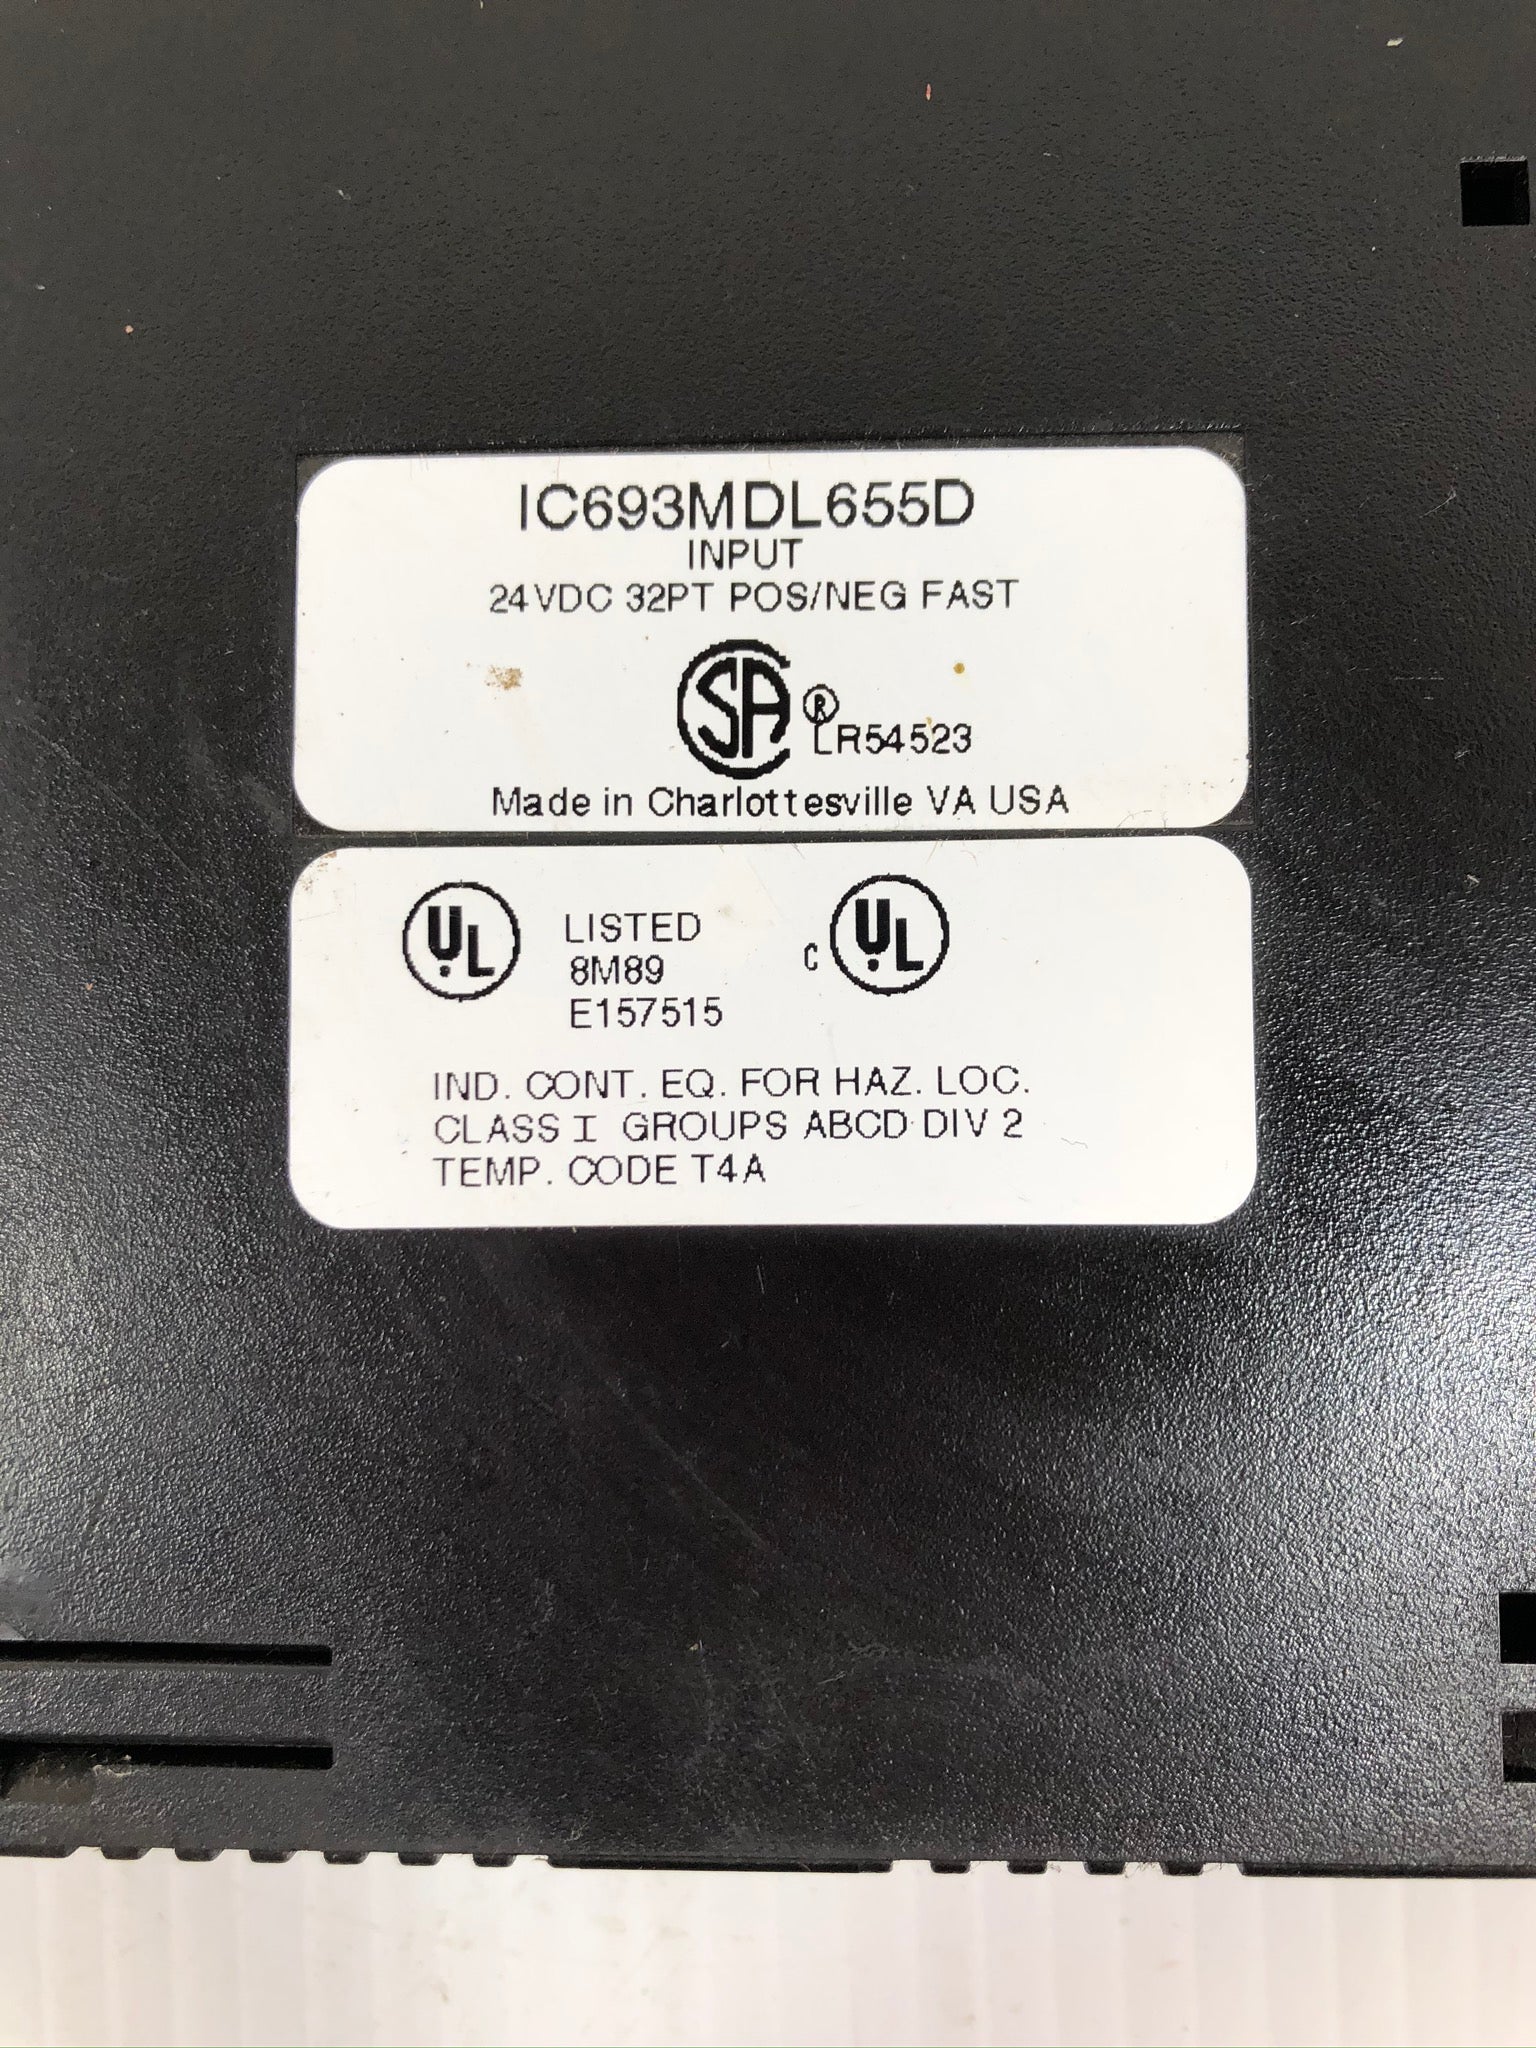 IC693MDL655D
INPUT
24VDC 32PT POS/NEG FAST
SA ®
LR54523
Made in Charlottesville VA USA
UL LISTED C UL
8M89
E157515
IND. CONT. EQ. FOR HAZ. LOC.
CLASS I GROUPS ABCD DIV 2
TEMP. CODE T4A